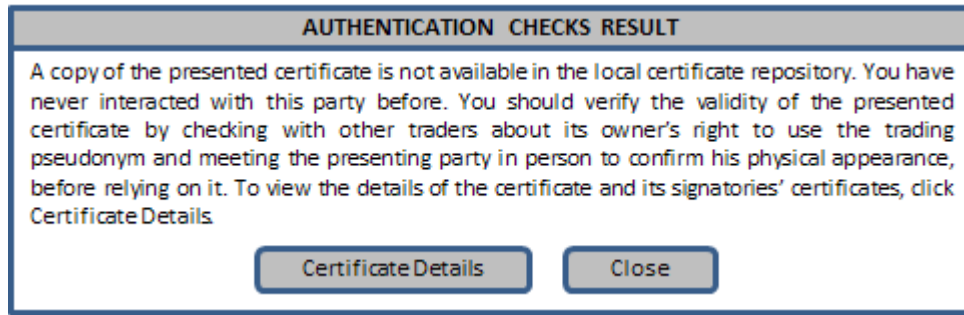 AUTHENTICATION CHECKS RESULT
A copy of the presented certificate is not available in the local certificate repository. You have
never interacted with this party before. You should verify the validity of the presented
certificate by checking with other traders about its owner’s right to use the trading
pseudonym and meeting the presenting party in person to confirm his physical appearance,
before relying on it. To view the details of the certificate and its signatories’ certificates, click
Certificate Details.
Certificate Details
Close